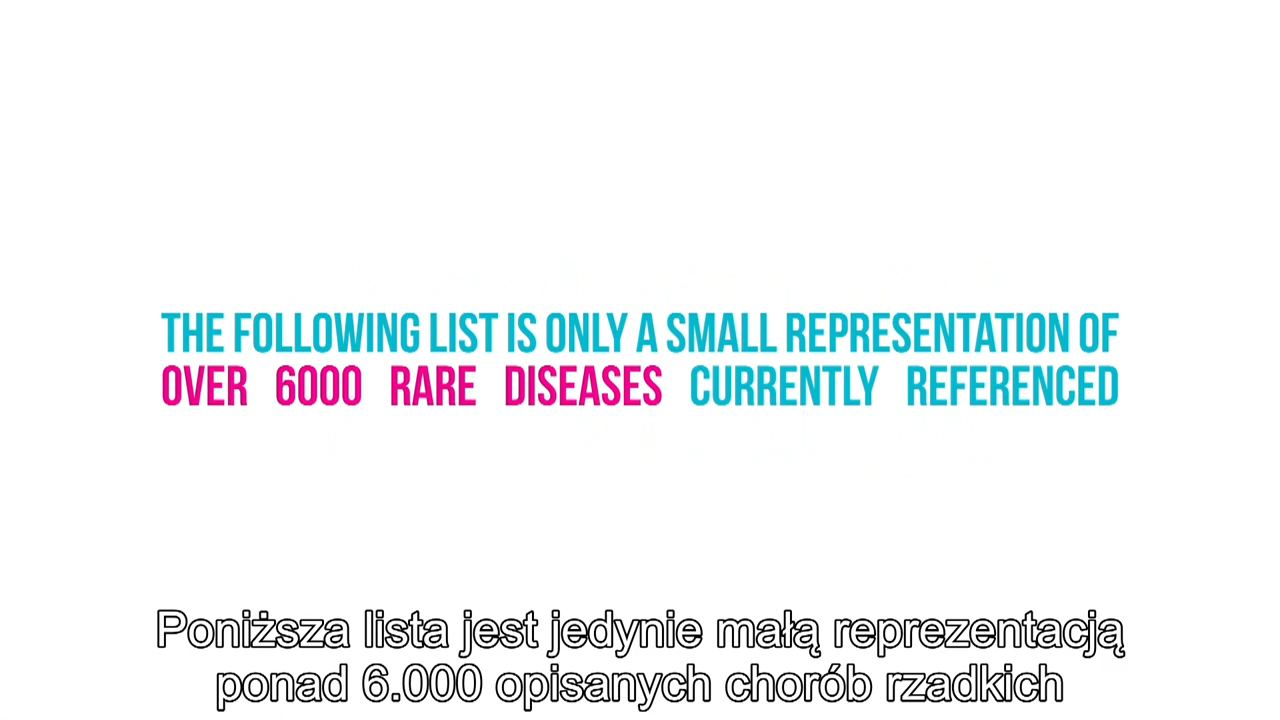 THE FOLLOWING LIST IS ONLY A SMALL REPRESENTATION OF
OVER 6000 RARE DISEASES CURRENTLY REFERENCED
Poniższa lista jest jedynie małą reprezentacją
ponad 6.000 opisanych chorób rzadkich